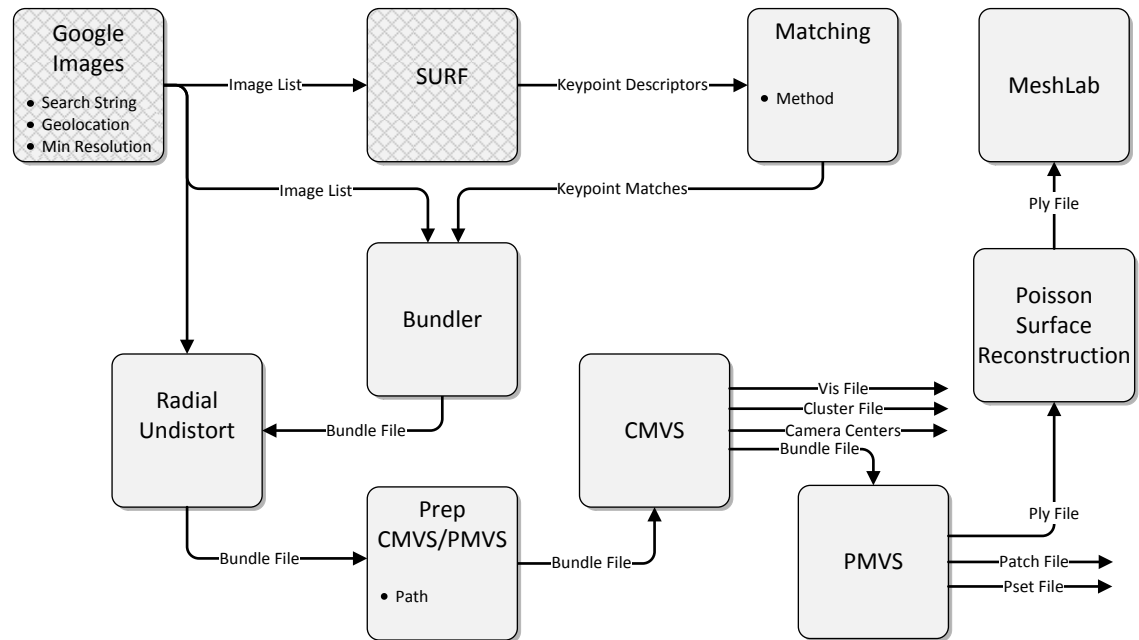 Google
Images
• Search String
• Geolocation
• Min Resolution
Image List
SURF
Keypoint Descriptors
Matching
• Method
MeshLab
Image List
Keypoint Matches
Ply File
Bundler
Poisson
Surface
Reconstruction
Radial
Undistort
Bundle File
CMVS
Vis File
Cluster File
Camera Centers
Bundle File
Prep
CMVS/PMVS
• Path
Bundle File
Bundle File
PMVS
Ply File
Patch File
Pset File